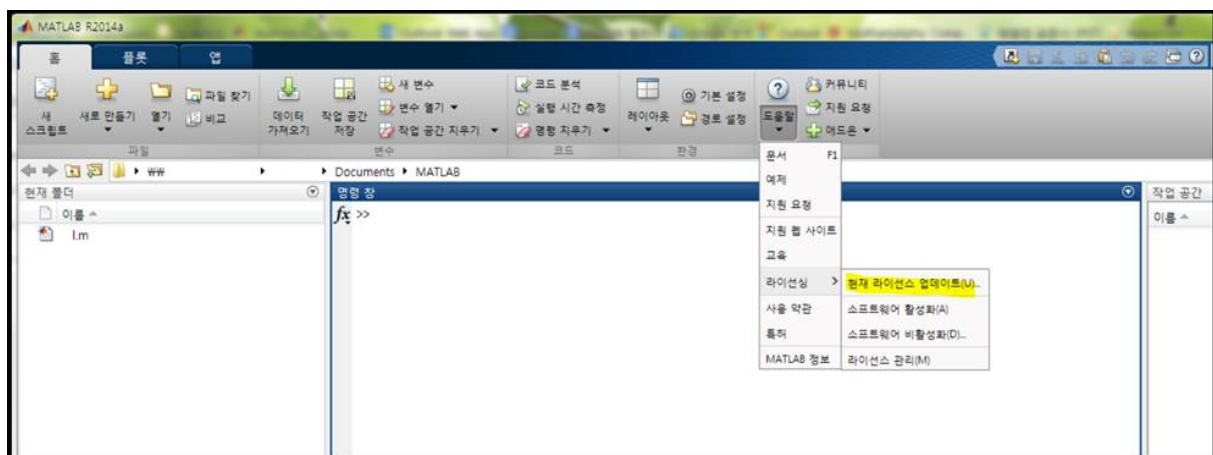 MATLAB R2014a
홈 플롯 앱
새 스크립트
새로 만들기
열기
파일 찾기
비교
파일
데이터 가져오기
작업 공간 저장
새 변수
변수 열기
작업 공간 지우기
변수
코드 분석
실행 시간 측정
명령 지우기
코드
레이아웃
기본 설정
경로 설정
환경
도움말
커뮤니티
지원 요청
애드온
₩₩ Documents MATLAB
현재 폴더
이름
l.m
명령 창
fx >>
작업 공간
이름
문서 F1
예제
지원 요청
지원 웹 사이트
교육
라이선싱
사용 약관
특허
MATLAB 정보
현재 라이선스 업데이트(U)...
소프트웨어 활성화(A)
소프트웨어 비활성화(D)...
라이선스 관리(M)